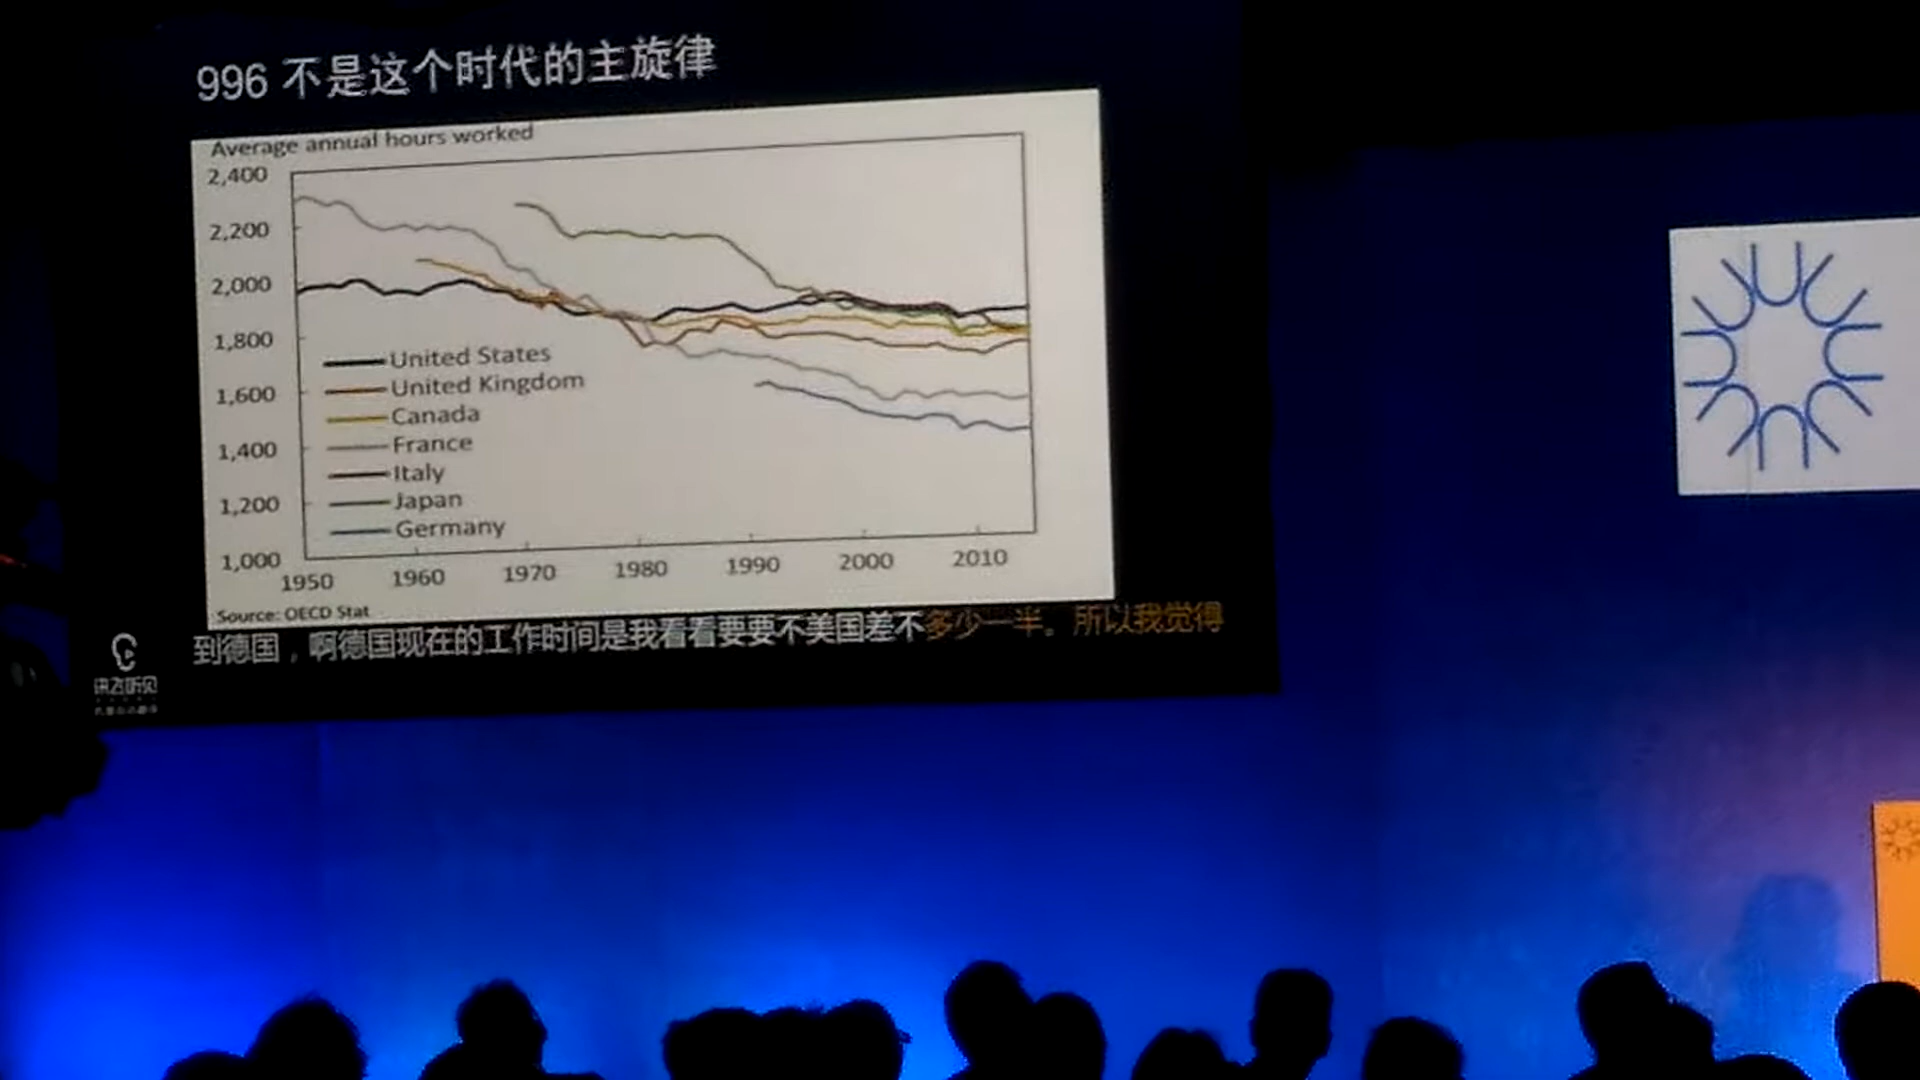 996 不是这个时代的主旋律
Average annual hours worked
2,400
2,200
2,000
1,800
1,600
1,400
1,200
1,000
United States
United Kingdom
Canada
France
Italy
Japan
Germany
1950 1960 1970 1980 1990 2000 2010
Source: OECD Stat
到德国，啊德国现在的工作时间是我看看要要不美国差不多少一半。所以我觉得
讯飞听见